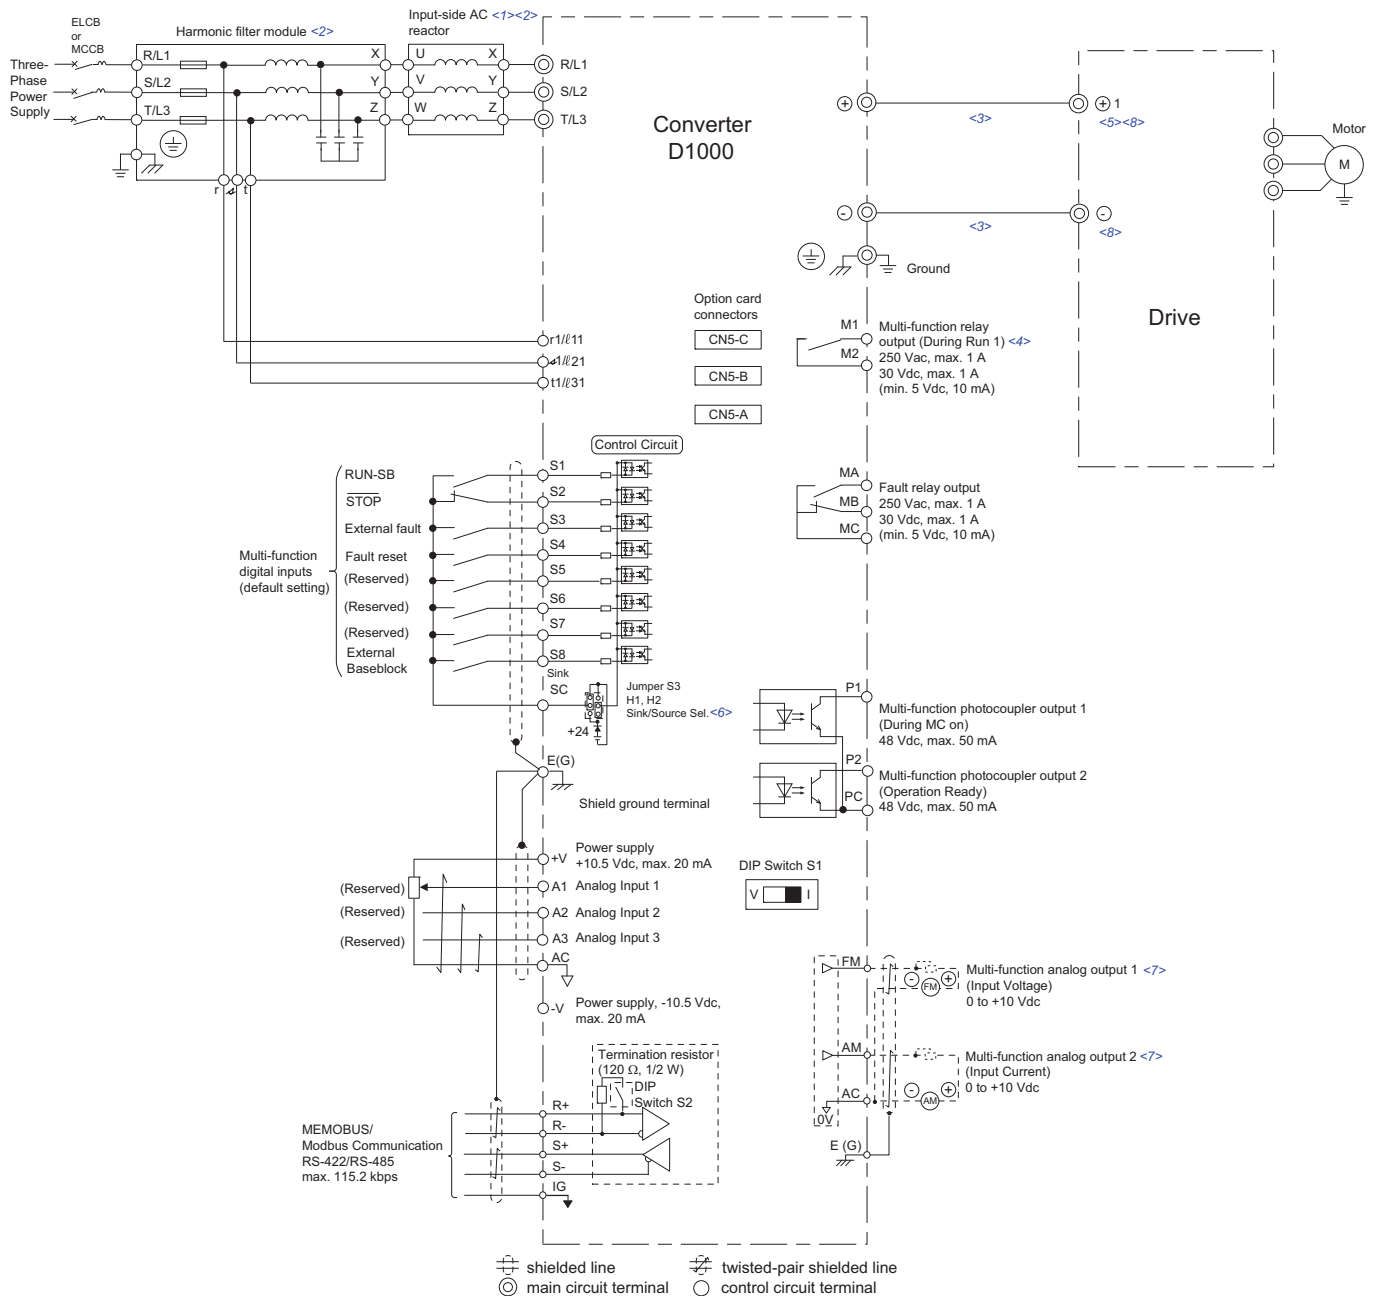 ELCB
or
MCCB
Harmonic filter module <2>
Input-side AC <1><2>
reactor
Three-
Phase
Power
Supply
R/L1
S/L2
T/L3
X
Y
Z
U
V
W
X
Y
Z
R/L1
S/L2
T/L3
r
s
t
Converter
D1000
+
<3>
+ 1
<5><8>
-
<3>
-
<8>
Motor
M
Ground
Drive
r1/ℓ11
s1/ℓ21
t1/ℓ31
Option card
connectors
CN5-C
CN5-B
CN5-A
M1
M2
Multi-function relay
output (During Run 1) <4>
250 Vac, max. 1 A
30 Vdc, max. 1 A
(min. 5 Vdc, 10 mA)
Control Circuit
Multi-function
digital inputs
(default setting)
RUN-SB
STOP
External fault
Fault reset
(Reserved)
(Reserved)
(Reserved)
External
Baseblock
S1
S2
S3
S4
S5
S6
S7
S8
Sink
SC
+24
Jumper S3
H1, H2
Sink/Source Sel.<6>
MA
MB
MC
Fault relay output
250 Vac, max. 1 A
30 Vdc, max. 1 A
(min. 5 Vdc, 10 mA)
E(G)
Shield ground terminal
P1
Multi-function photocoupler output 1
(During MC on)
48 Vdc, max. 50 mA
P2
PC
Multi-function photocoupler output 2
(Operation Ready)
48 Vdc, max. 50 mA
+V
Power supply
+10.5 Vdc, max. 20 mA
(Reserved)
A1 Analog Input 1
(Reserved)
A2 Analog Input 2
(Reserved)
A3 Analog Input 3
AC
-V
Power supply, -10.5 Vdc,
max. 20 mA
DIP Switch S1
V I
FM
- +
FM
Multi-function analog output 1 <7>
(Input Voltage)
0 to +10 Vdc
AM
AC
- +
AM
Multi-function analog output 2 <7>
(Input Current)
0 to +10 Vdc
0V
E (G)
Termination resistor
(120 Ω, 1/2 W)
DIP
Switch S2
MEMOBUS/
Modbus Communication
RS-422/RS-485
max. 115.2 kbps
R+
R-
S+
S-
IG
shielded line
twisted-pair shielded line
main circuit terminal
control circuit terminal